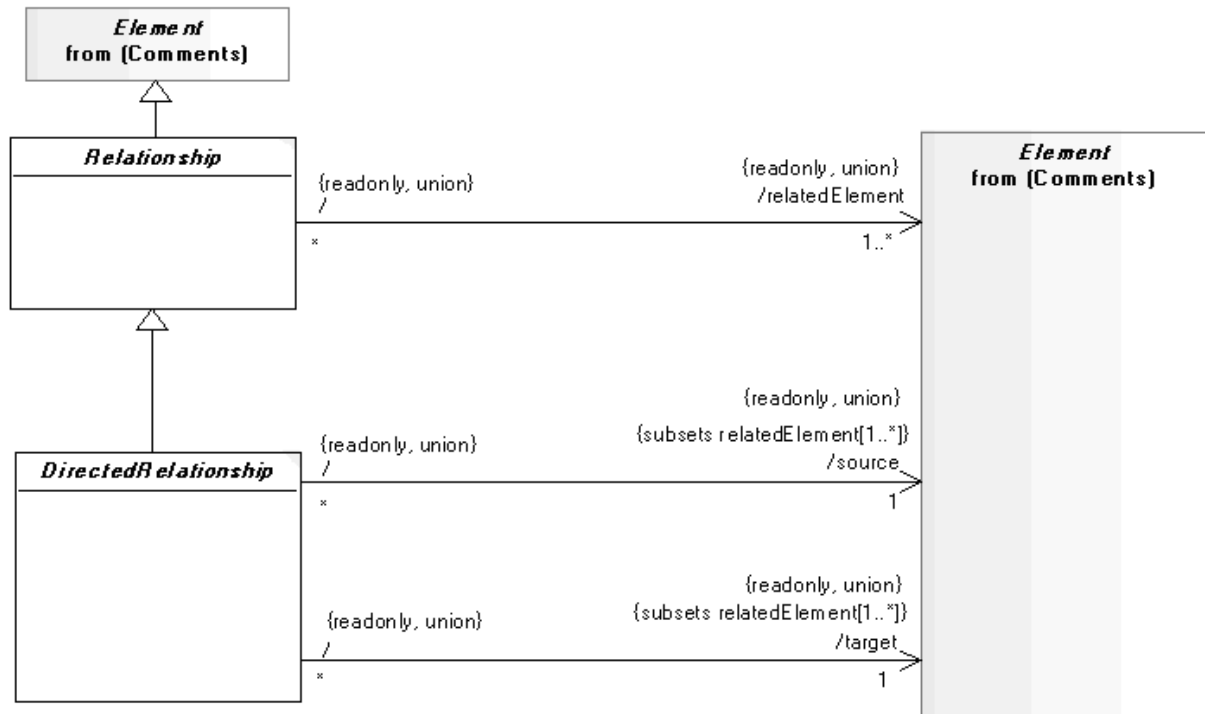 Element
from (Comments)
Relationship
{readonly, union}
/
*
{readonly, union}
/relatedElement
1..*
Element
from (Comments)
DirectedRelationship
{readonly, union}
/
*
{readonly, union}
{subsets relatedElement[1..*]}
/source
1
{readonly, union}
/
*
{readonly, union}
{subsets relatedElement[1..*]}
/target
1